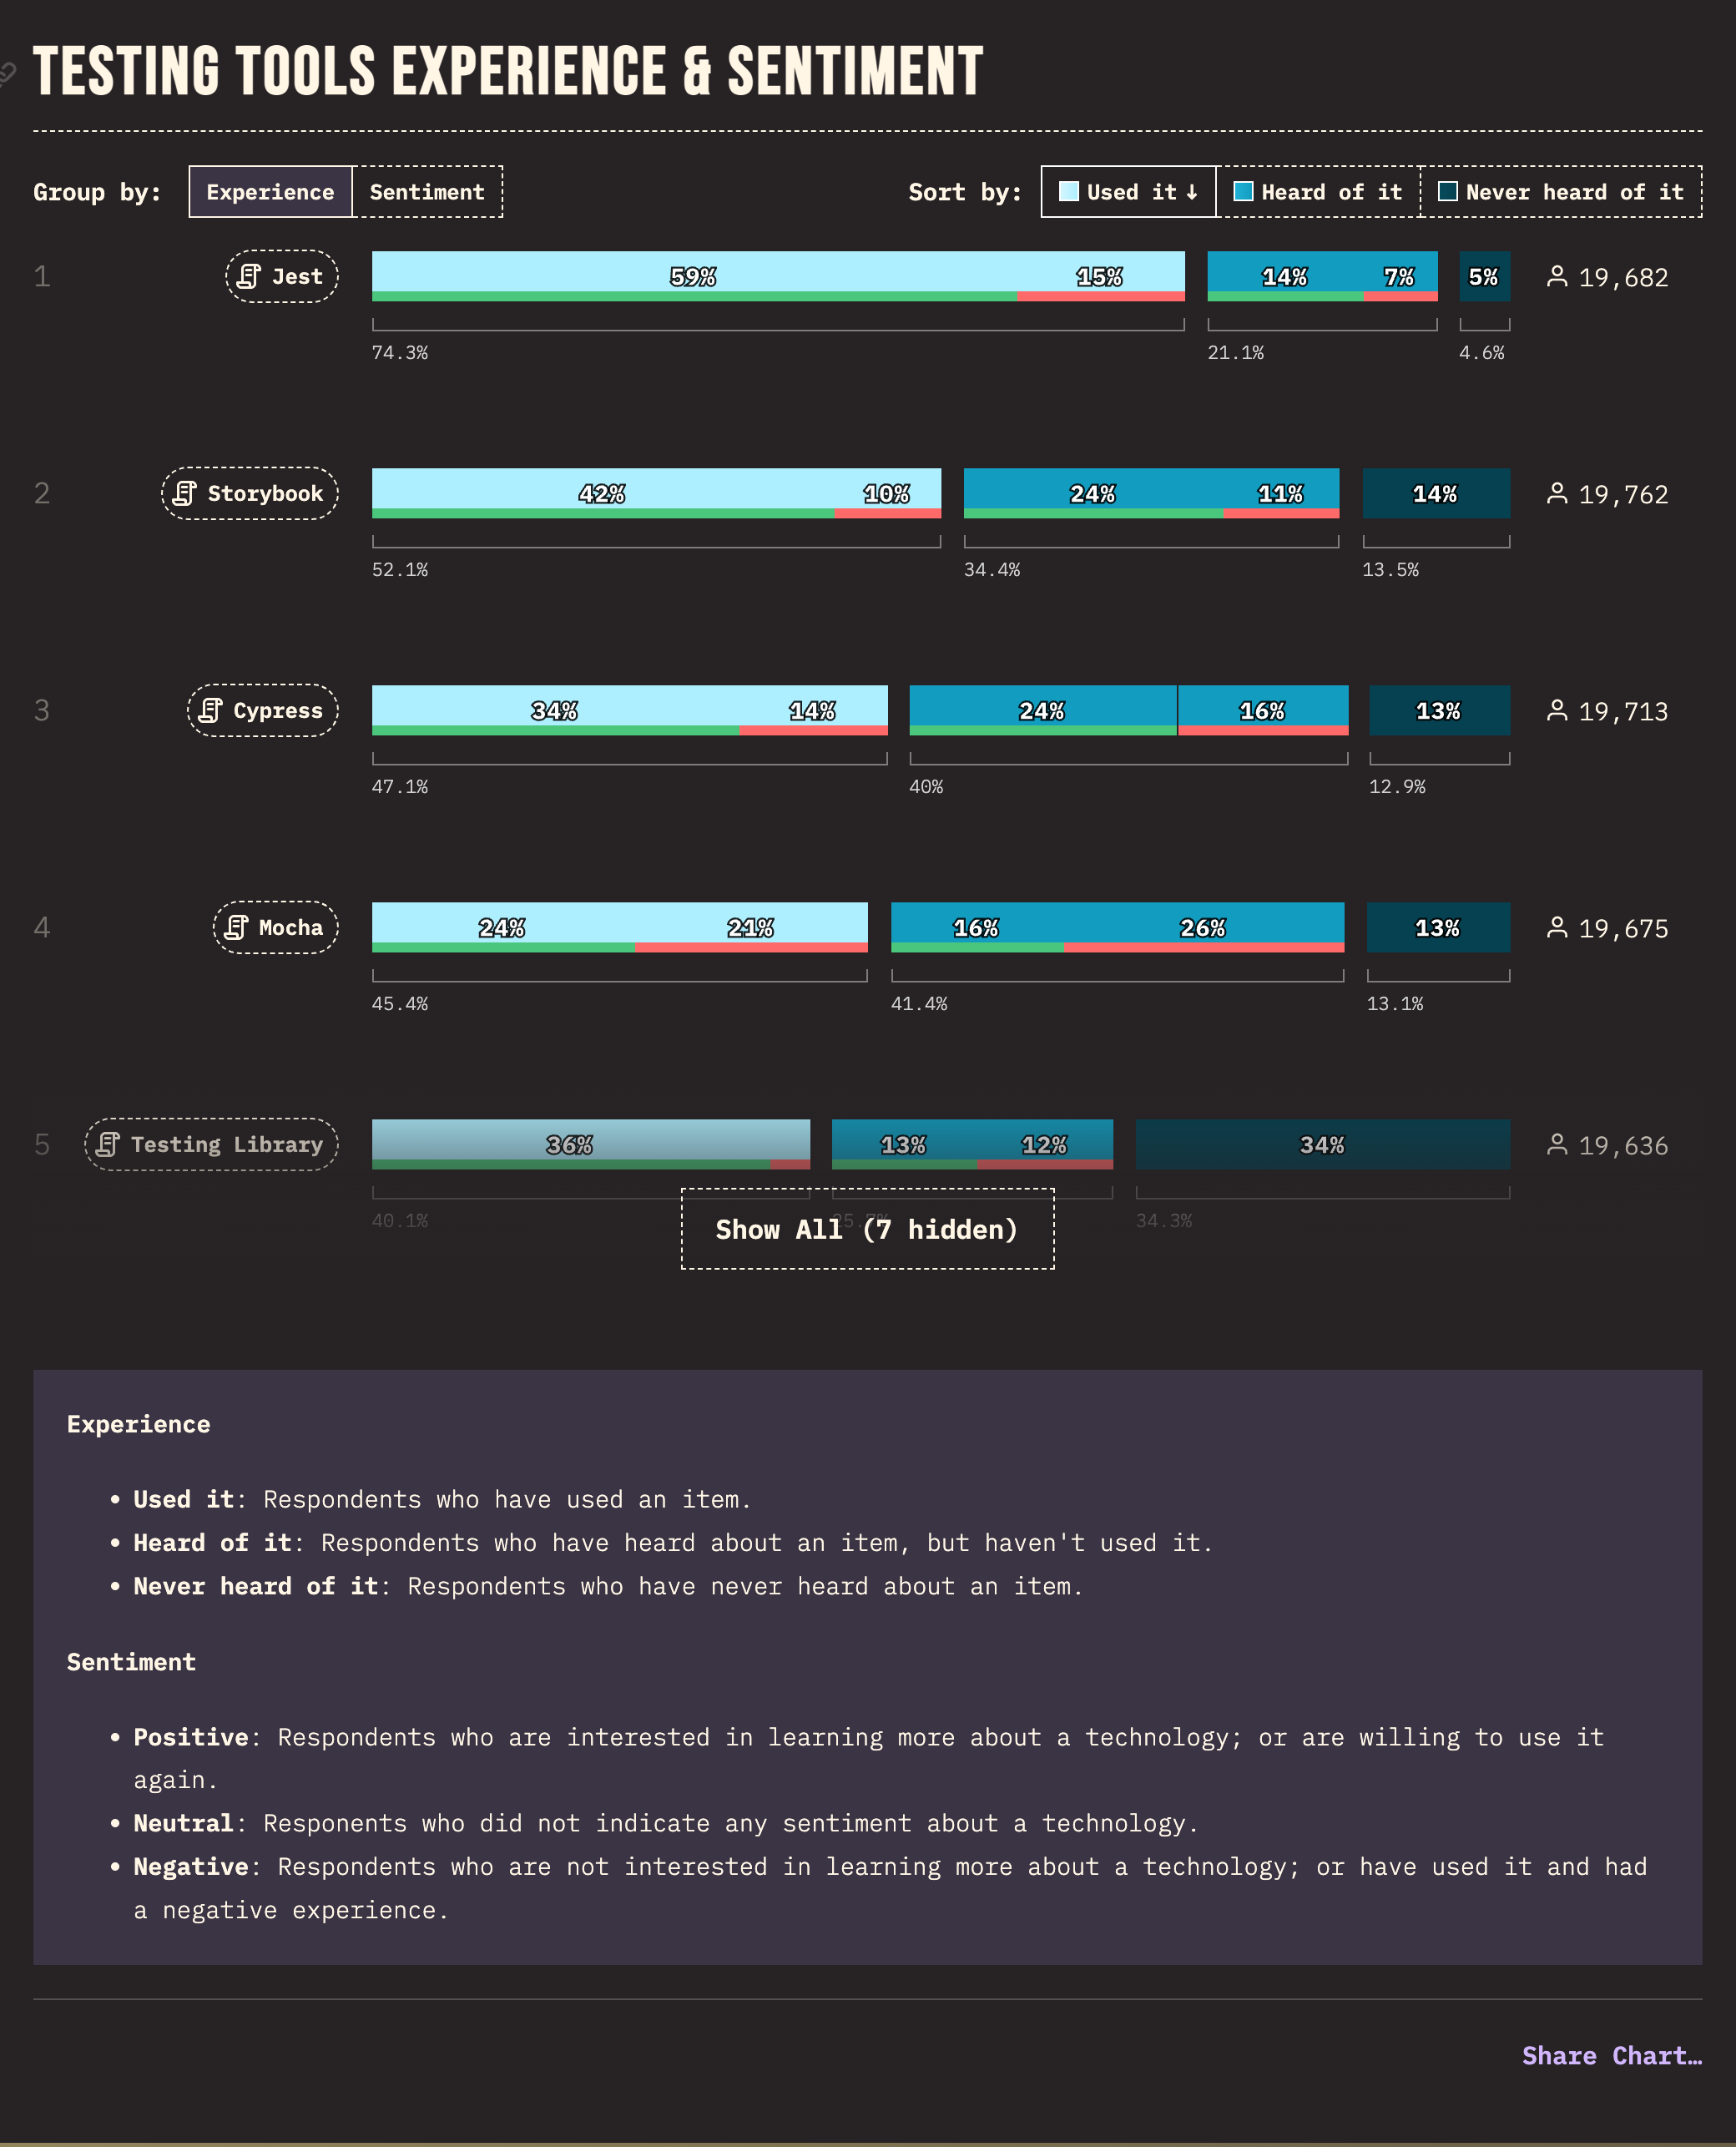 TESTING TOOLS EXPERIENCE & SENTIMENT
Group by: Experience Sentiment Sort by: Used it ↓ Heard of it Never heard of it
1 Jest 59% 15% 14% 7% 5% 19,682
74.3% 21.1% 4.6%
2 Storybook 42% 10% 24% 11% 14% 19,762
52.1% 34.4% 13.5%
3 Cypress 34% 14% 24% 16% 13% 19,713
47.1% 40% 12.9%
4 Mocha 24% 21% 16% 26% 13% 19,675
45.4% 41.4% 13.1%
5 Testing Library 36% 13% 12% 34% 19,636
40.1% 34.3%
Show All (7 hidden)
Experience
• Used it: Respondents who have used an item.
• Heard of it: Respondents who have heard about an item, but haven't used it.
• Never heard of it: Respondents who have never heard about an item.
Sentiment
• Positive: Respondents who are interested in learning more about a technology; or are willing to use it
again.
• Neutral: Responents who did not indicate any sentiment about a technology.
• Negative: Respondents who are not interested in learning more about a technology; or have used it and had
a negative experience.
Share Chart…